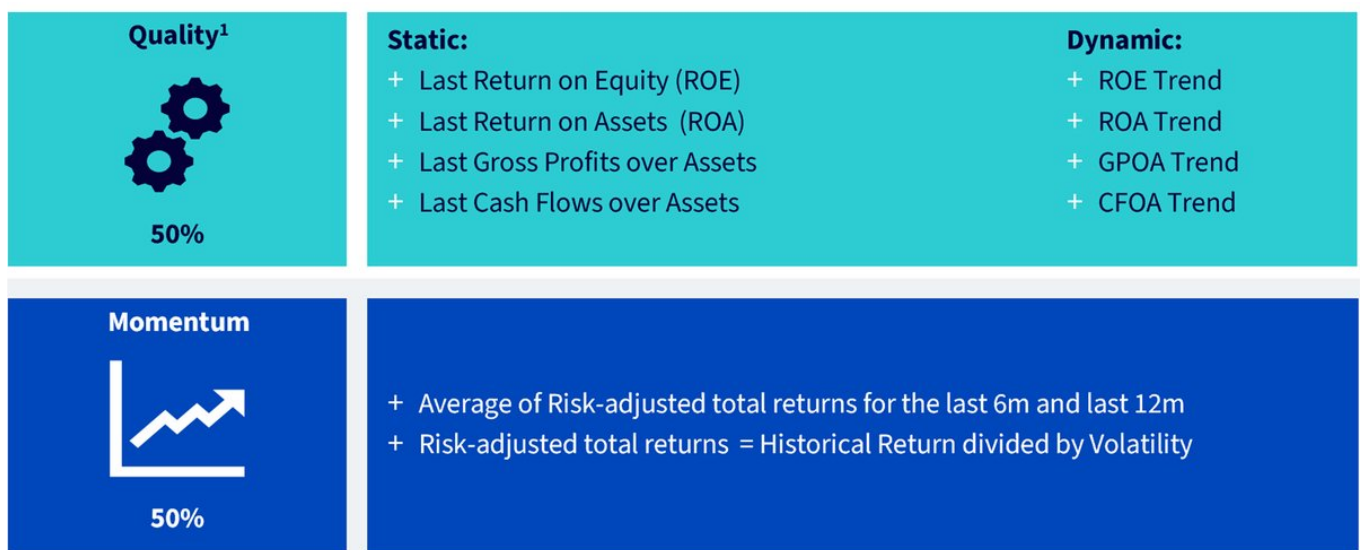 Quality¹
50%
Static:
+ Last Return on Equity (ROE)
+ Last Return on Assets (ROA)
+ Last Gross Profits over Assets
+ Last Cash Flows over Assets
Dynamic:
+ ROE Trend
+ ROA Trend
+ GPOA Trend
+ CFOA Trend
Momentum
50%
+ Average of Risk-adjusted total returns for the last 6m and last 12m
+ Risk-adjusted total returns = Historical Return divided by Volatility